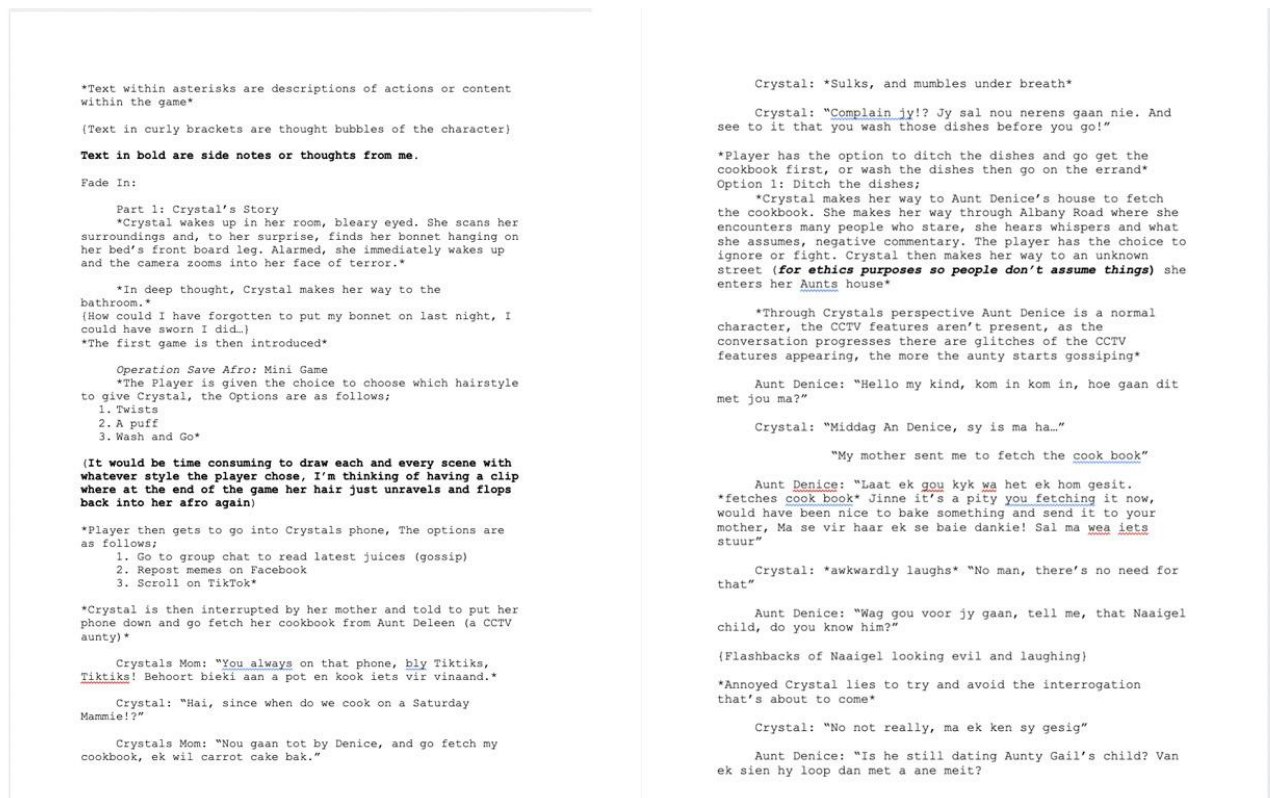 *Text within asterisks are descriptions of actions or content
within the game*
{Text in curly brackets are thought bubbles of the character}
Text in bold are side notes or thoughts from me.
Fade In:
Part 1: Crystal's Story
*Crystal wakes up in her room, bleary eyed. She scans her
surroundings and, to her surprise, finds her bonnet hanging on
her bed's front board leg. Alarmed, she immediately wakes up
and the camera zooms into her face of terror.*
*In deep thought, Crystal makes her way to the
bathroom.*
{How could I have forgotten to put my bonnet on last night, I
could have sworn I did…}
*The first game is then introduced*
Operation Save Afro: Mini Game
*The Player is given the choice to choose which hairstyle
to give Crystal, the Options are as follows;
1. Twists
2. A puff
3. Wash and Go*
(It would be time consuming to draw each and every scene with
whatever style the player chose, I'm thinking of having a clip
where at the end of the game her hair just unravels and flops
back into her afro again)
*Player then gets to go into Crystals phone, The options are
as follows;
1. Go to group chat to read latest juices (gossip)
2. Repost memes on Facebook
3. Scroll on TikTok*
*Crystal is then interrupted by her mother and told to put her
phone down and go fetch her cookbook from Aunt Deleen (a CCTV
aunty)*
Crystals Mom: "You always on that phone, bly Tiktiks,
Tiktiks! Behoort bieki aan a pot en kook iets vir vinaand.*
Crystal: "Hai, since when do we cook on a Saturday
Mammie!?"
Crystals Mom: "Nou gaan tot by Denice, and go fetch my
cookbook, ek wil carrot cake bak."
Crystal: *Sulks, and mumbles under breath*
Crystal: "Complain jy!? Jy sal nou nerens gaan nie. And
see to it that you wash those dishes before you go!"
*Player has the option to ditch the dishes and go get the
cookbook first, or wash the dishes then go on the errand*
Option 1: Ditch the dishes;
*Crystal makes her way to Aunt Denice's house to fetch
the cookbook. She makes her way through Albany Road where she
encounters many people who stare, she hears whispers and what
she assumes, negative commentary. The player has the choice to
ignore or fight. Crystal then makes her way to an unknown
street (for ethics purposes so people don't assume things) she
enters her Aunts house*
*Through Crystals perspective Aunt Denice is a normal
character, the CCTV features aren't present, as the
conversation progresses there are glitches of the CCTV
features appearing, the more the aunty starts gossiping*
Aunt Denice: "Hello my kind, kom in kom in, hoe gaan dit
met jou ma?"
Crystal: "Middag An Denice, sy is ma ha…"
"My mother sent me to fetch the cook book"
Aunt Denice: "Laat ek gou kyk wa het ek hom gesit.
*fetches cook book* Jinne it's a pity you fetching it now,
would have been nice to bake something and send it to your
mother, Ma se vir haar ek se baie dankie! Sal ma wea iets
stuur"
Crystal: *awkwardly laughs* "No man, there's no need for
that"
Aunt Denice: "Wag gou voor jy gaan, tell me, that Naaigel
child, do you know him?"
{Flashbacks of Naaigel looking evil and laughing}
*Annoyed Crystal lies to try and avoid the interrogation
that's about to come*
Crystal: "No not really, ma ek ken sy gesig"
Aunt Denice: "Is he still dating Aunty Gail's child? Van
ek sien hy loop dan met a ane meit?